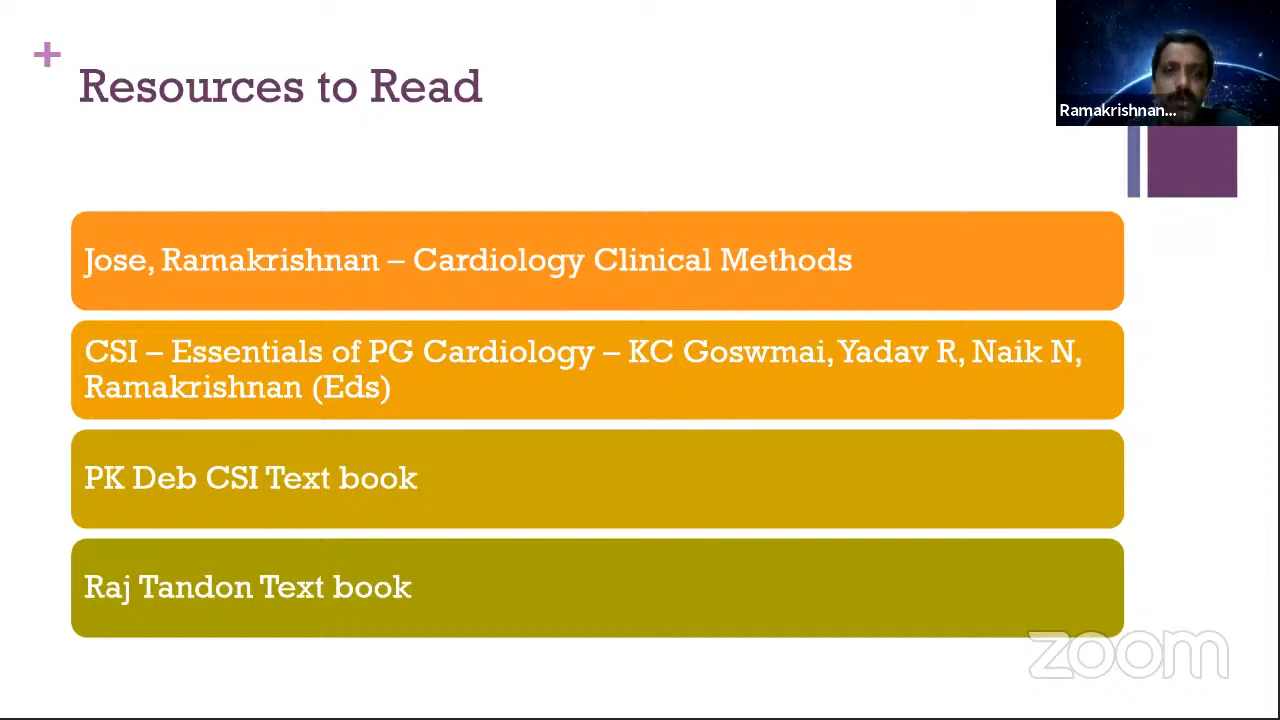 +
Resources to Read
Ramakrishnan...
Jose, Ramakrishnan – Cardiology Clinical Methods
CSI – Essentials of PG Cardiology – KC Goswmai, Yadav R, Naik N,
Ramakrishnan (Eds)
PK Deb CSI Text book
Raj Tandon Text book
zoom